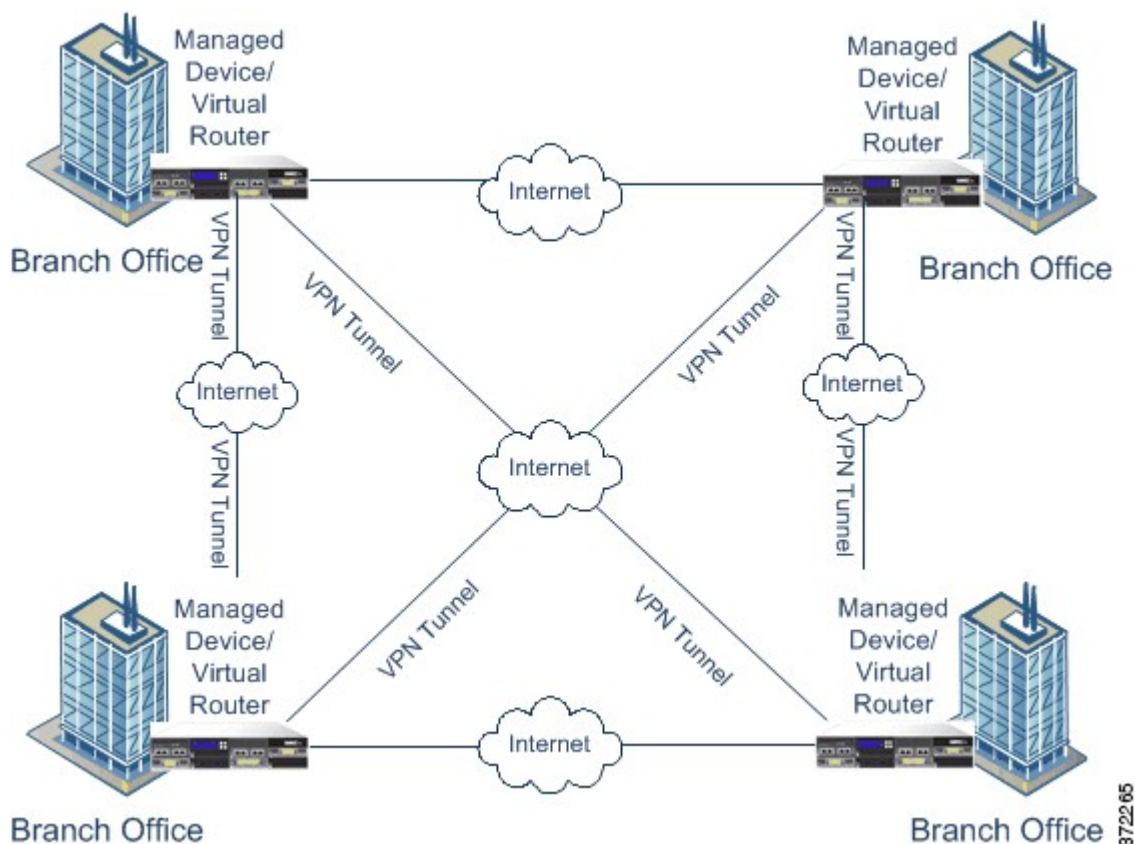 Managed
Device/
Virtual
Router
Managed
Device/
Virtual
Router
Internet
Branch Office
Branch Office
VPN Tunnel
VPN Tunnel
VPN Tunnel
VPN Tunnel
Internet
Internet
VPN Tunnel
Internet
VPN Tunnel
Managed
Device/
Virtual
Router
VPN Tunnel
VPN Tunnel
Managed
Device/
Virtual
Router
Internet
Branch Office
Branch Office
372265